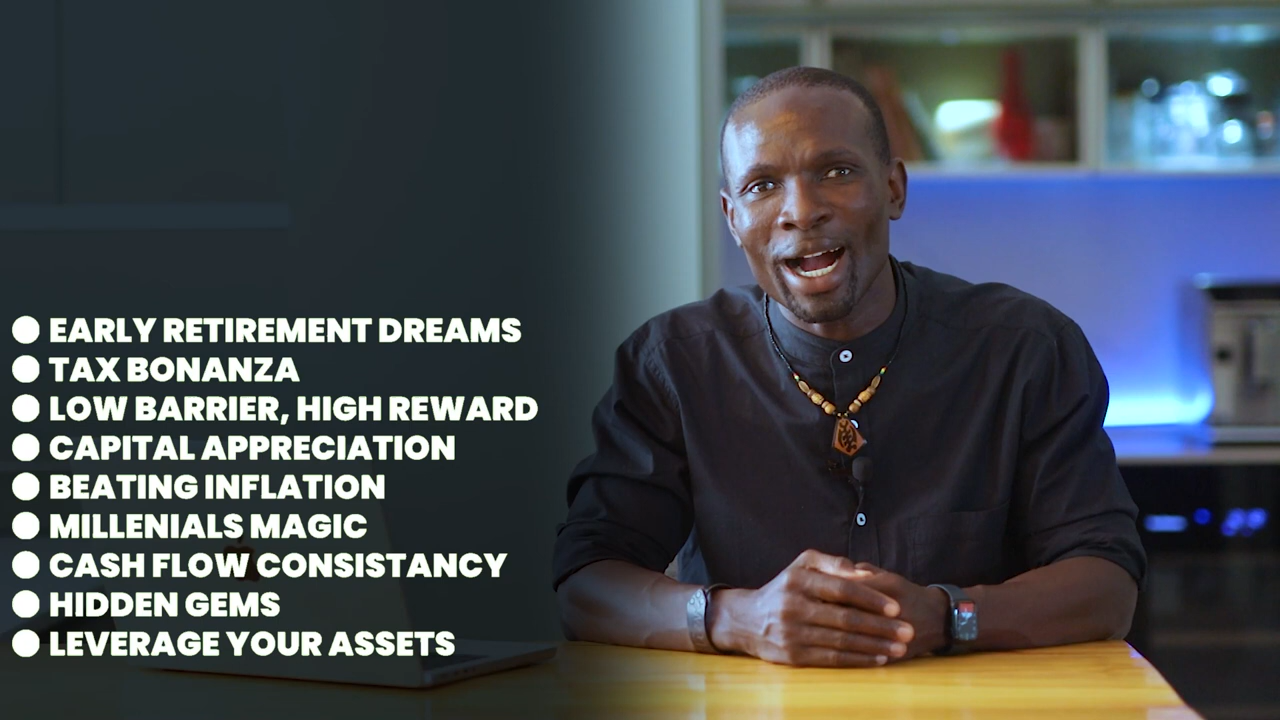 ● EARLY RETIREMENT DREAMS
● TAX BONANZA
● LOW BARRIER, HIGH REWARD
● CAPITAL APPRECIATION
● BEATING INFLATION
● MILLENIALS MAGIC
● CASH FLOW CONSISTANCY
● HIDDEN GEMS
● LEVERAGE YOUR ASSETS